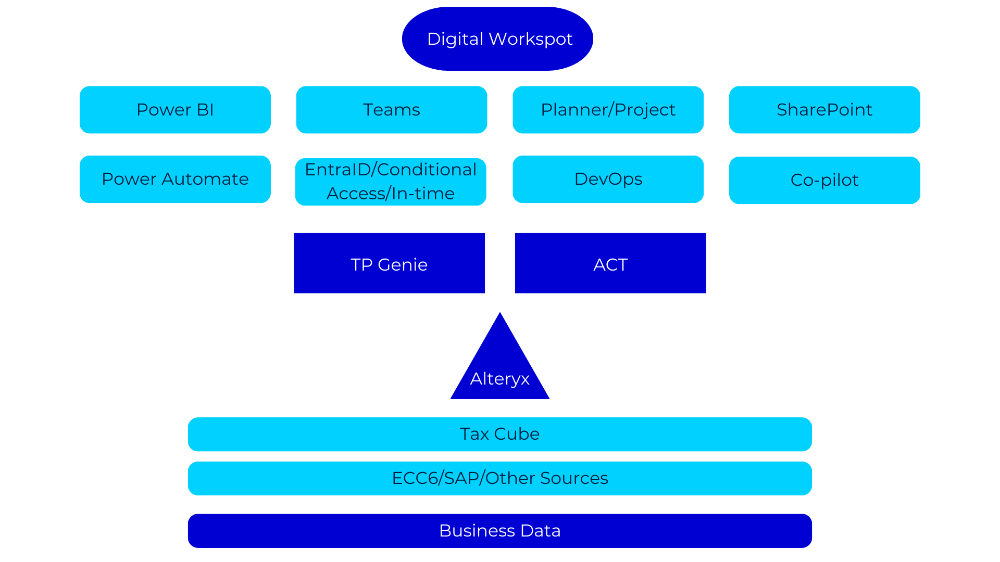 Digital Workspot
Power BI
Teams
Planner/Project
SharePoint
Power Automate
EntraID/Conditional
Access/In-time
DevOps
Co-pilot
TP Genie
ACT
Alteryx
Tax Cube
ECC6/SAP/Other Sources
Business Data